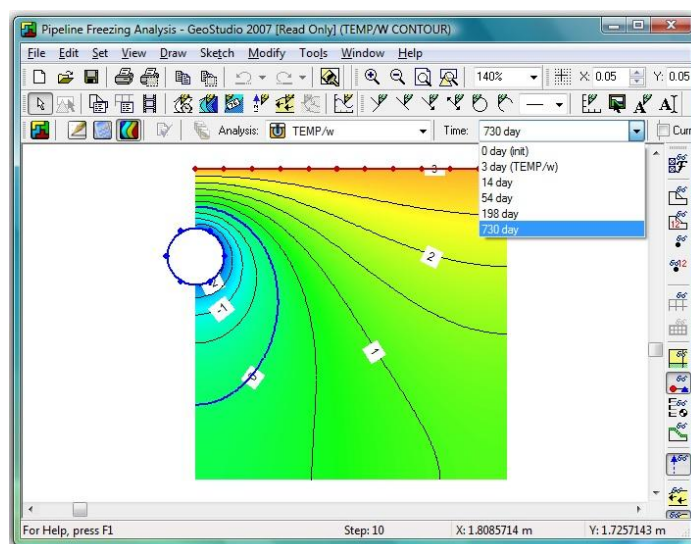 Pipeline Freezing Analysis - GeoStudio 2007 [Read Only] (TEMP/W CONTOUR)
File Edit Set View Draw Sketch Modify Tools Window Help
140% X: 0.05 Y: 0.05
Analysis: TEMP/w Time: 730 day Curr
0 day (init)
3 day (TEMP/w)
14 day
54 day
198 day
730 day
3
2
-2
-1
1
0
For Help, press F1 Step: 10 X: 1.8085714 m Y: 1.7257143 m